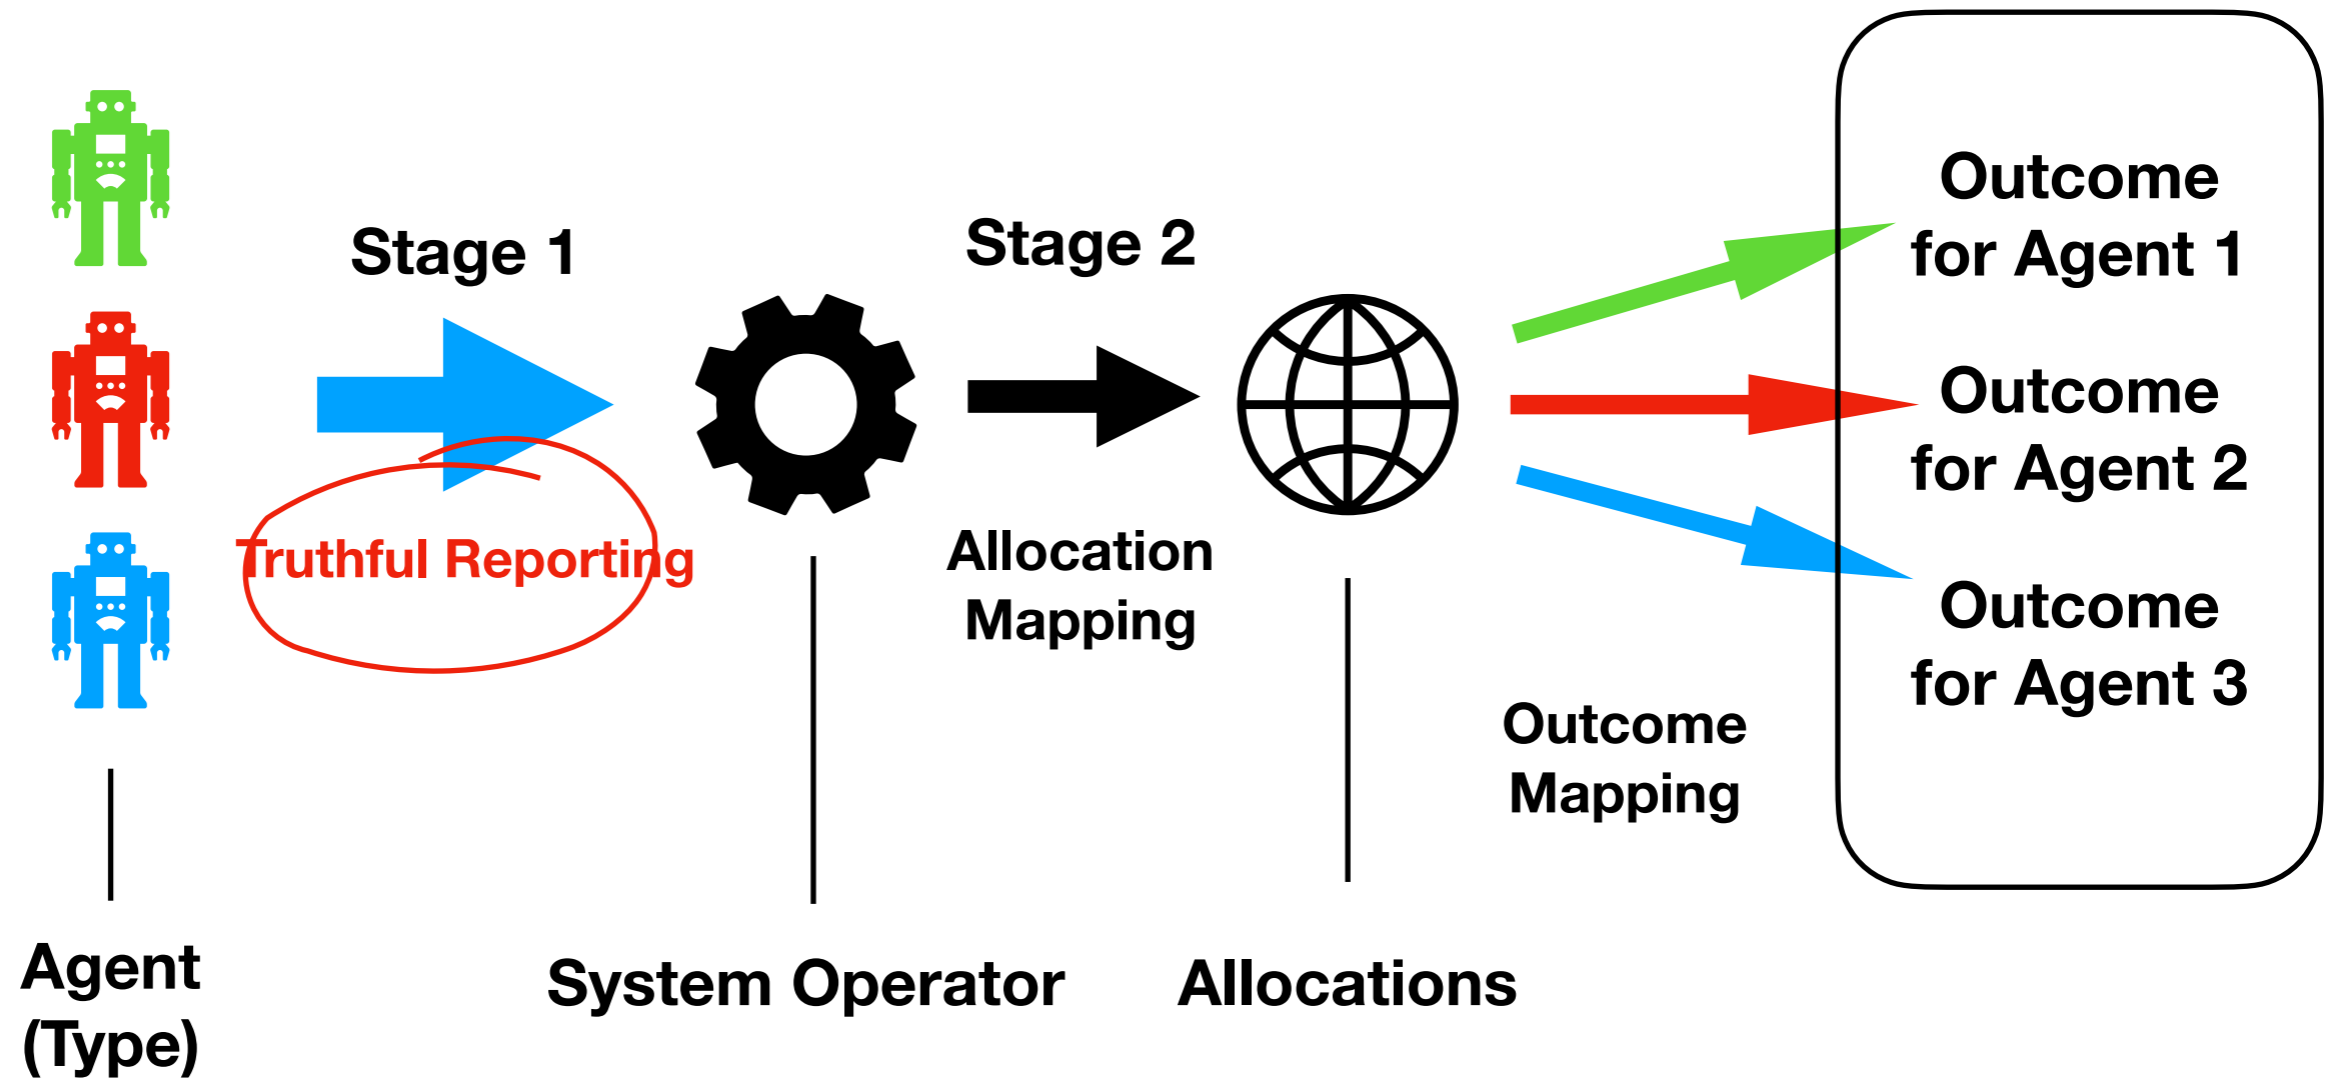 Stage 1
Truthful Reporting
Stage 2
Allocation
Mapping
Outcome
Mapping
Outcome
for Agent 1
Outcome
for Agent 2
Outcome
for Agent 3
Agent
(Type)
System Operator
Allocations